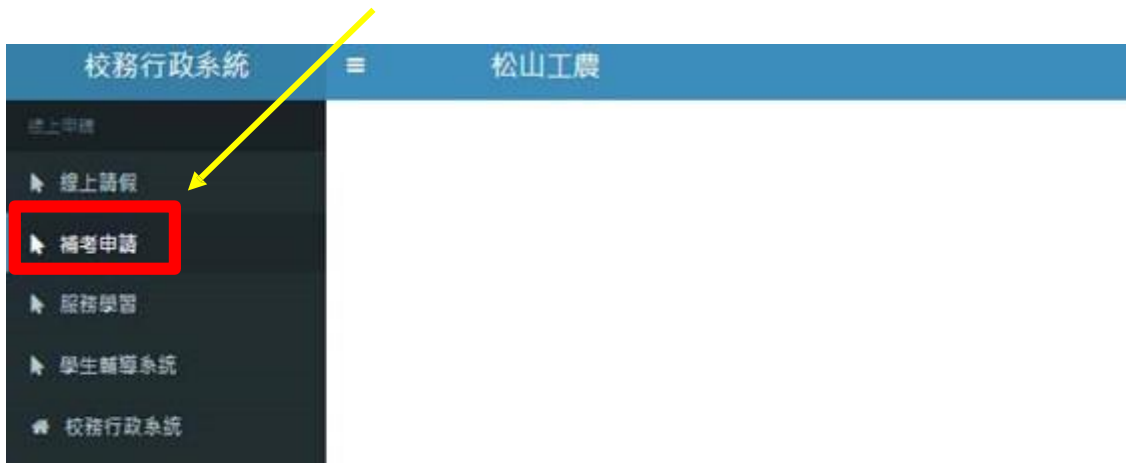 校務行政系統
松山工農
線上申請
線上請假
補考申請
服務學習
學生輔導系統
校務行政系統